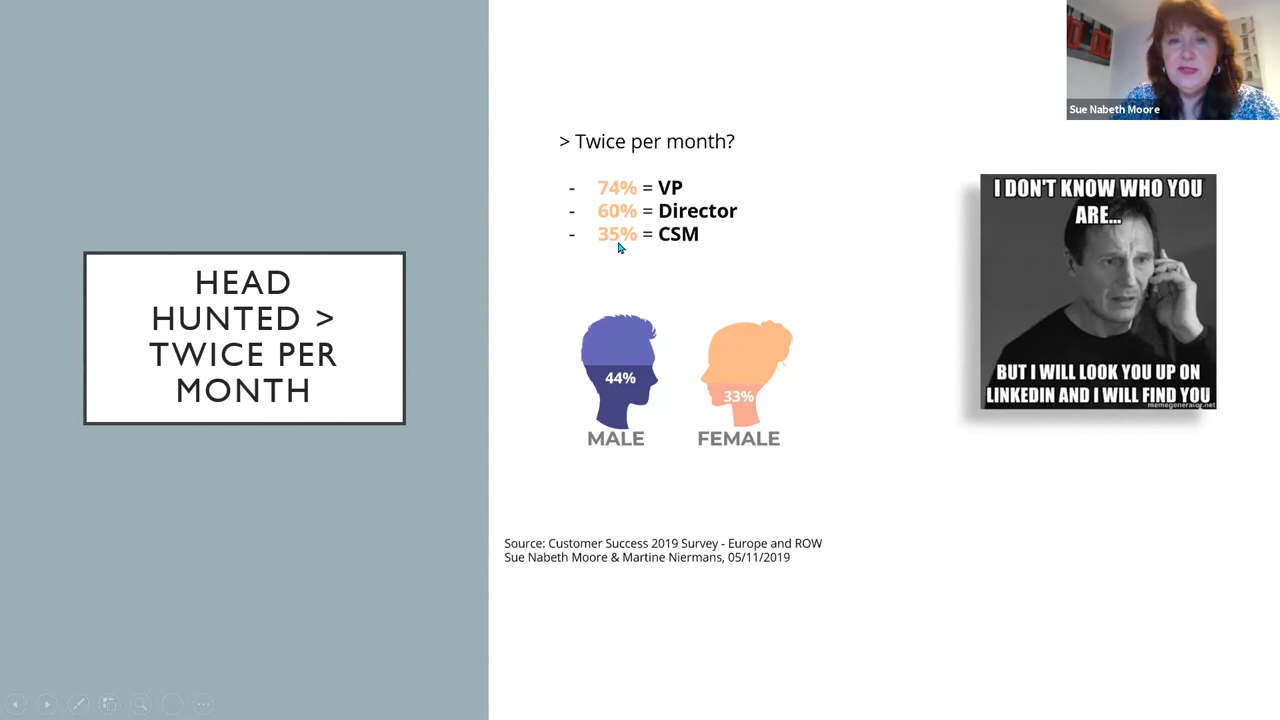 Sue Nabeth Moore
HEAD
HUNTED >
TWICE PER
MONTH
> Twice per month?
- 74% = VP
- 60% = Director
- 35% = CSM
44%
33%
MALE
FEMALE
Source: Customer Success 2019 Survey - Europe and ROW
Sue Nabeth Moore & Martine Niermans, 05/11/2019
I DON'T KNOW WHO YOU
ARE...
BUT I WILL LOOK YOU UP ON
LINKEDIN AND I WILL FIND YOU
memegenerator.net